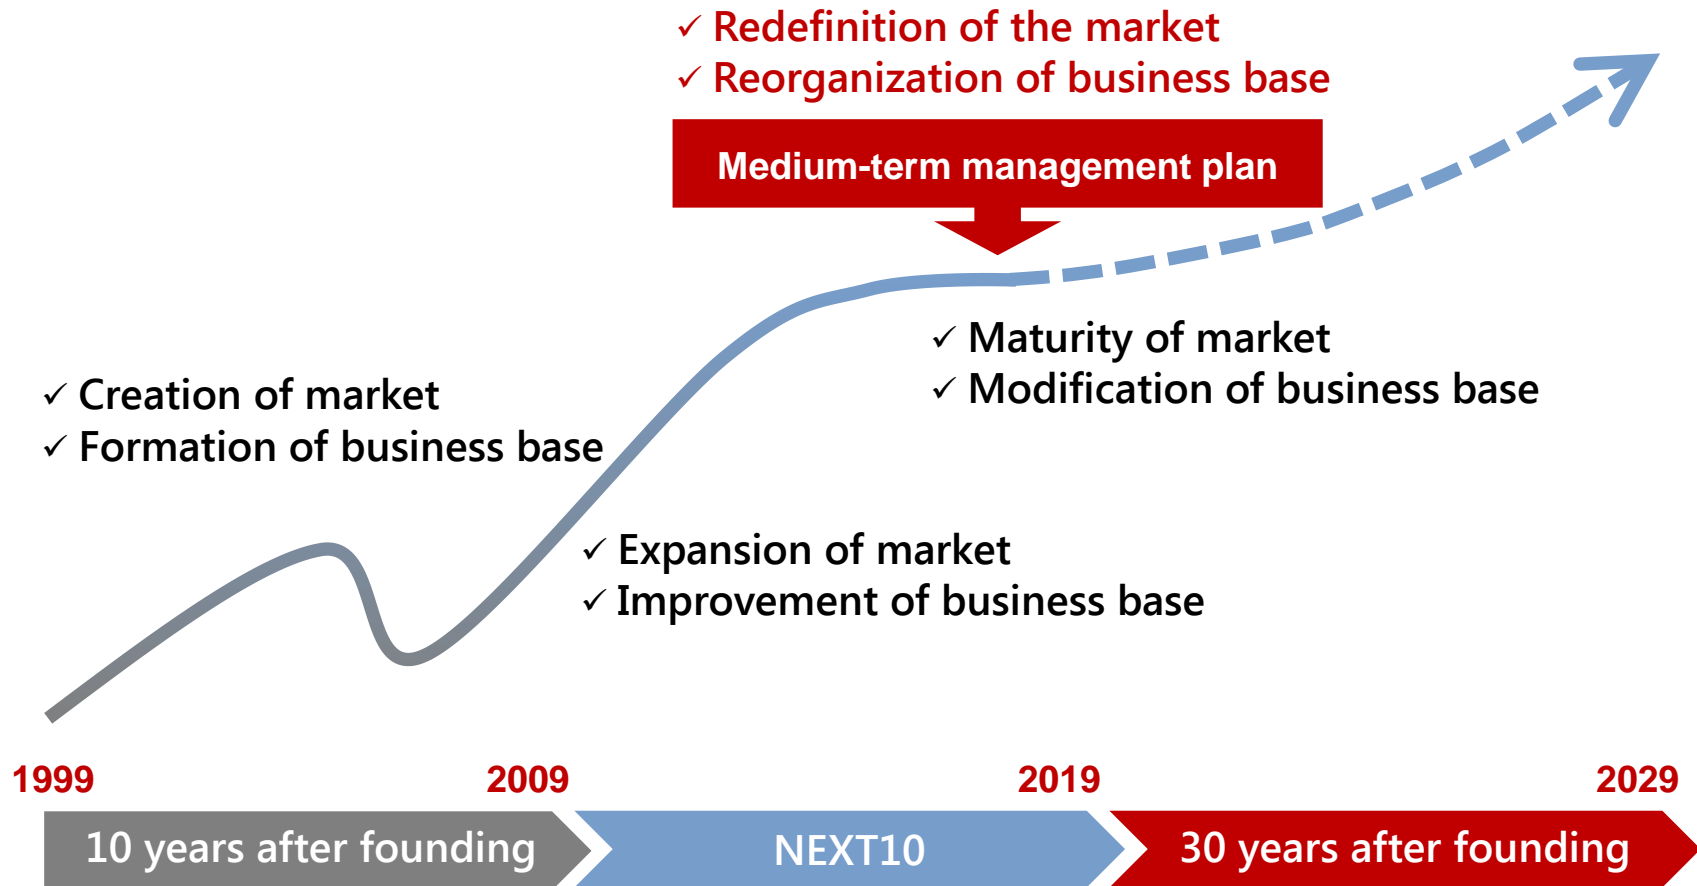 ✓ Redefinition of the market
✓ Reorganization of business base
Medium-term management plan
✓ Maturity of market
✓ Modification of business base
✓ Creation of market
✓ Formation of business base
✓ Expansion of market
✓ Improvement of business base
1999
2009
2019
2029
10 years after founding
NEXT10
30 years after founding